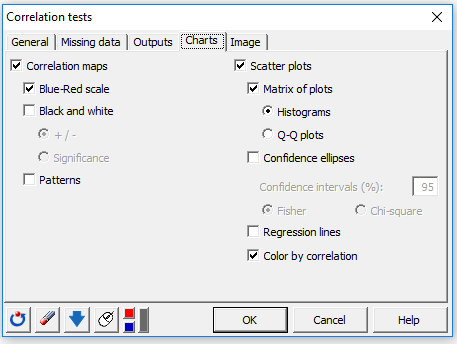 Correlation tests
General Missing data Outputs Charts Image
Correlation maps
Blue-Red scale
Black and white
+ / -
Significance
Patterns
Scatter plots
Matrix of plots
Histograms
Q-Q plots
Confidence ellipses
Confidence intervals (%): 95
Fisher Chi-square
Regression lines
Color by correlation
OK Cancel Help